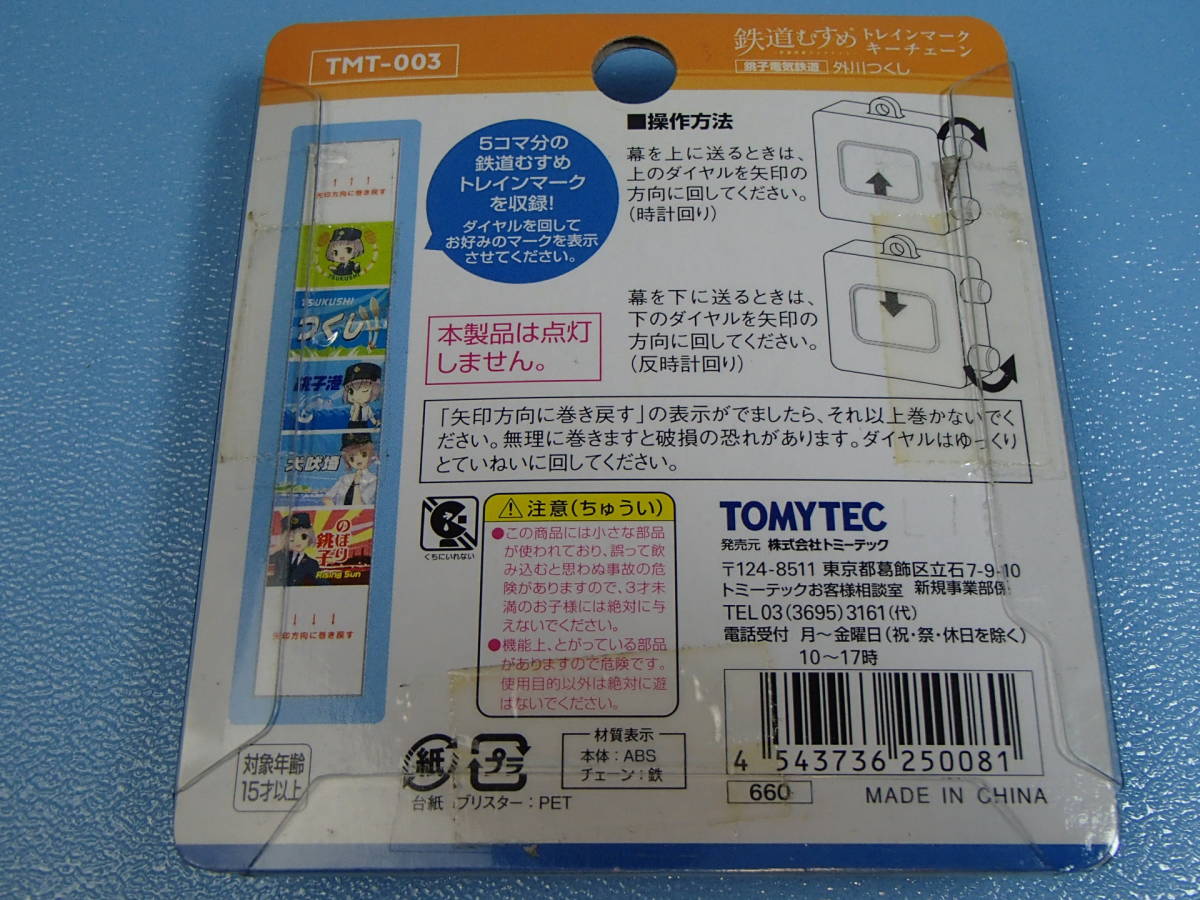 TMT-003
鉄道むすめ トレインマーク
キーチェーン
銚子電気鉄道 外川つくし
矢印方向に巻き戻す
TSUKUSHI
TSUKUSHI
つくし
銚子港
犬吠埼
のぼり
銚子
Rising Sun
矢印方向に巻き戻す
5コマ分の
鉄道むすめ
トレインマーク
を収録!
ダイヤルを回して
お好みのマークを表示
させてください。
本製品は点灯
しません。
■操作方法
幕を上に送るときは、
上のダイヤルを矢印の
方向に回してください。
(時計回り)
幕を下に送るときは、
下のダイヤルを矢印の
方向に回してください。
(反時計回り)
「矢印方向に巻き戻す」の表示がでましたら、それ以上巻かないでく
ださい。無理に巻きますと破損の恐れがあります。ダイヤルはゆっくり
とていねいに回してください。
くちにいれない
注意(ちゅうい)
●この商品には小さな部品
が使われており、誤って飲
み込むと思わぬ事故の危
険がありますので、3才未
満のお子様には絶対に与
えないでください。
●機能上、とがっている部品
がありますので危険です。
使用目的以外は絶対に遊
ばないでください。
TOMYTEC
発売元 株式会社トミーテック
〒124-8511 東京都葛飾区立石7-9-10
トミーテックお客様相談室 新規事業部係
TEL 03(3695)3161(代)
電話受付 月〜金曜日(祝・祭・休日を除く)
10〜17時
対象年齢
15才以上
紙
プラ
台紙 ブリスター:PET
材質表示
本体:ABS
チェーン:鉄
4 543736 250081
660
MADE IN CHINA